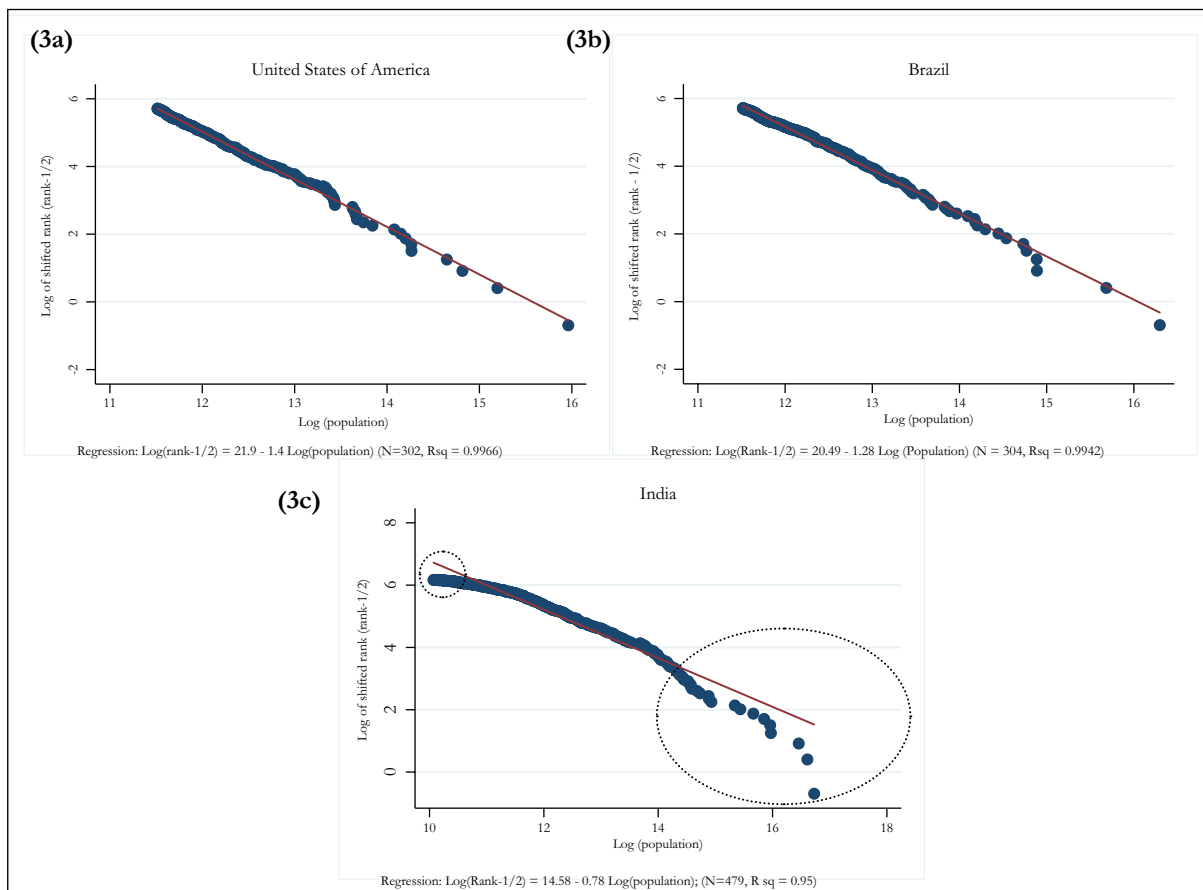 (3a)
United States of America
Log of shifted rank (rank-1/2)
6
4
2
0
-2
11 12 13 14 15 16
Log (population)
Regression: Log(rank-1/2) = 21.9 - 1.4 Log(population) (N=302, Rsq = 0.9966)
(3b)
Brazil
Log of shifted rank (rank - 1/2)
6
4
2
0
-2
11 12 13 14 15 16
Log (population)
Regression: Log(Rank-1/2) = 20.49 - 1.28 Log (Population) (N = 304, Rsq = 0.9942)
(3c)
India
Log of shifted rank (rank-1/2)
8
6
4
2
0
10 12 14 16 18
Log (population)
Regression: Log(Rank-1/2) = 14.58 - 0.78 Log(population); (N=479, R sq = 0.95)